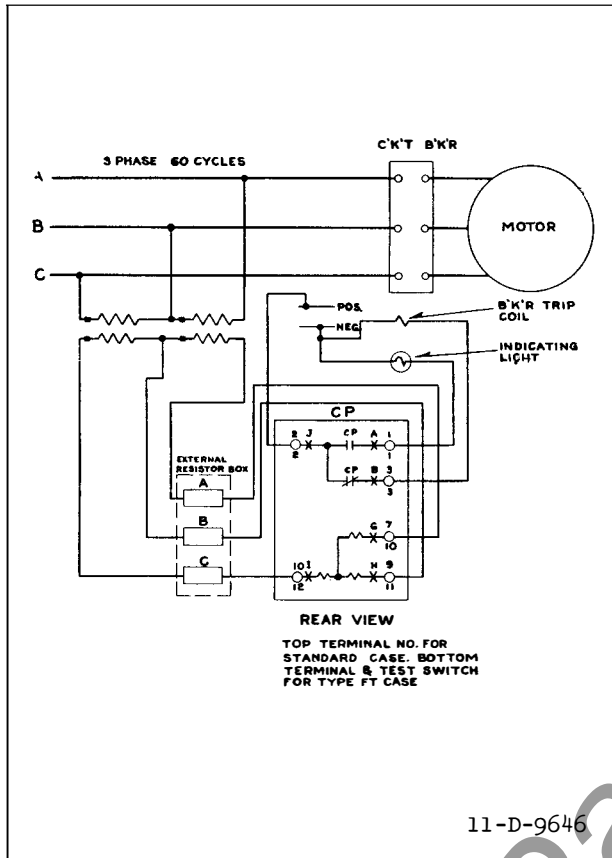 C'K'T B'K'R
3 PHASE 60 CYCLES
A
B
MOTOR
C
POS.
B'K'R TRIP
COIL
NEG.
INDICATING
LIGHT
CP
2 J CP A 1
2 1
EXTERNAL
RESISTOR BOX
A
CP B 3
3
B
G 7
10
C
10 I H 9
12 11
REAR VIEW
TOP TERMINAL NO. FOR
STANDARD CASE. BOTTOM
TERMINAL & TEST SWITCH
FOR TYPE FT CASE
11-D-9646